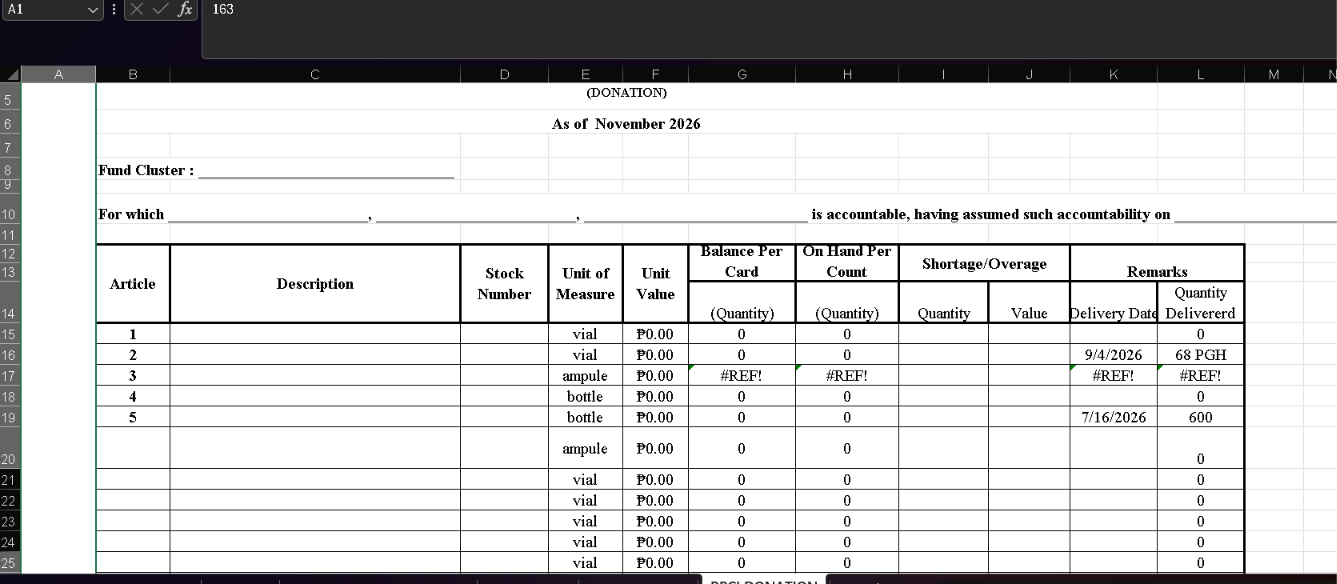 A1 fx 163
A B C D E F G H I J K L M N
5 (DONATION)
6 As of November 2026
7
8 Fund Cluster : ______________________
9
10 For which ______________________, ______________________, ______________________ is accountable, having assumed such accountability on ______________________
11
12 Balance Per On Hand Per
13 Article Description Stock Number Unit of Measure Unit Value Card Count Shortage/Overage Remarks
14 (Quantity) (Quantity) Quantity Value Delivery Date Quantity Delivererd
15 1 vial ₱0.00 0 0 0
16 2 vial ₱0.00 0 0 9/4/2026 68 PGH
17 3 ampule ₱0.00 #REF! #REF! #REF! #REF!
18 4 bottle ₱0.00 0 0 0
19 5 bottle ₱0.00 0 0 7/16/2026 600
20 ampule ₱0.00 0 0 0
21 vial ₱0.00 0 0 0
22 vial ₱0.00 0 0 0
23 vial ₱0.00 0 0 0
24 vial ₱0.00 0 0 0
25 vial ₱0.00 0 0 0